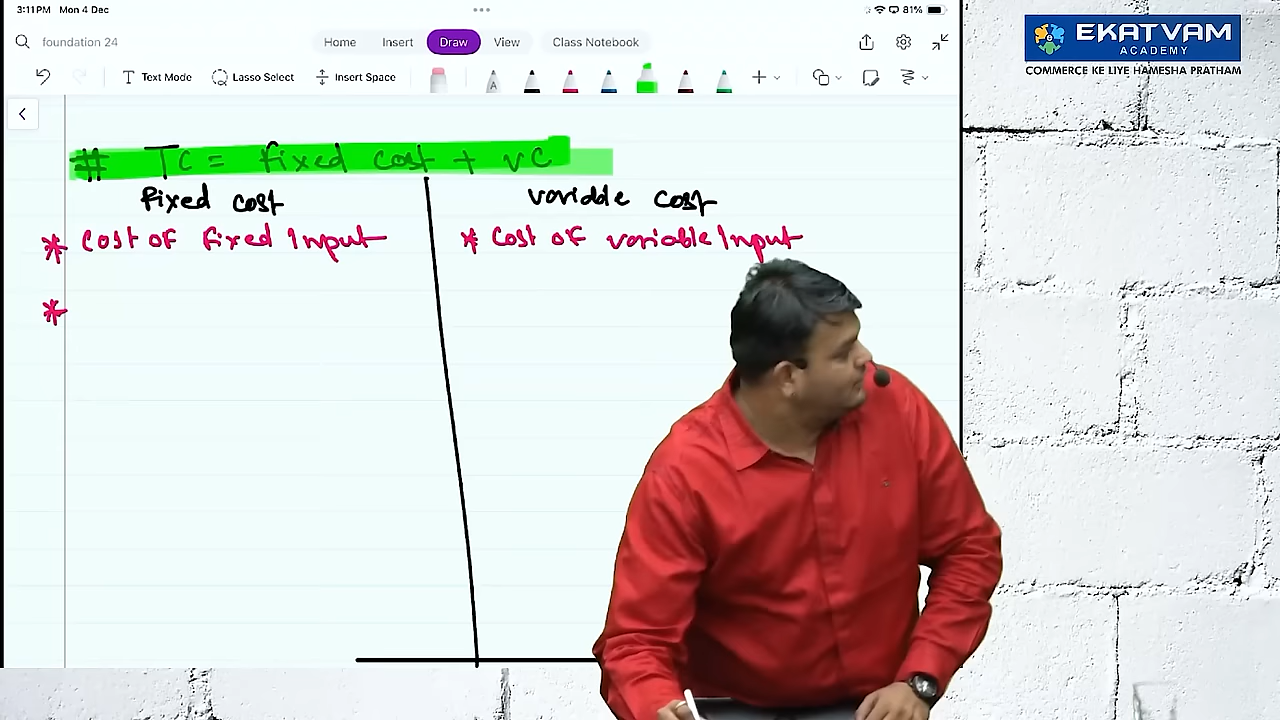 3:11PM Mon 4 Dec
81%
foundation 24
Home Insert Draw View Class Notebook
Text Mode Lasso Select Insert Space
EKATVAM
ACADEMY
COMMERCE KE LIYE HAMESHA PRATHAM
# TC = fixed cost + VC
fixed cost
variable cost
* Cost of fixed Input
* Cost of variable Input
*